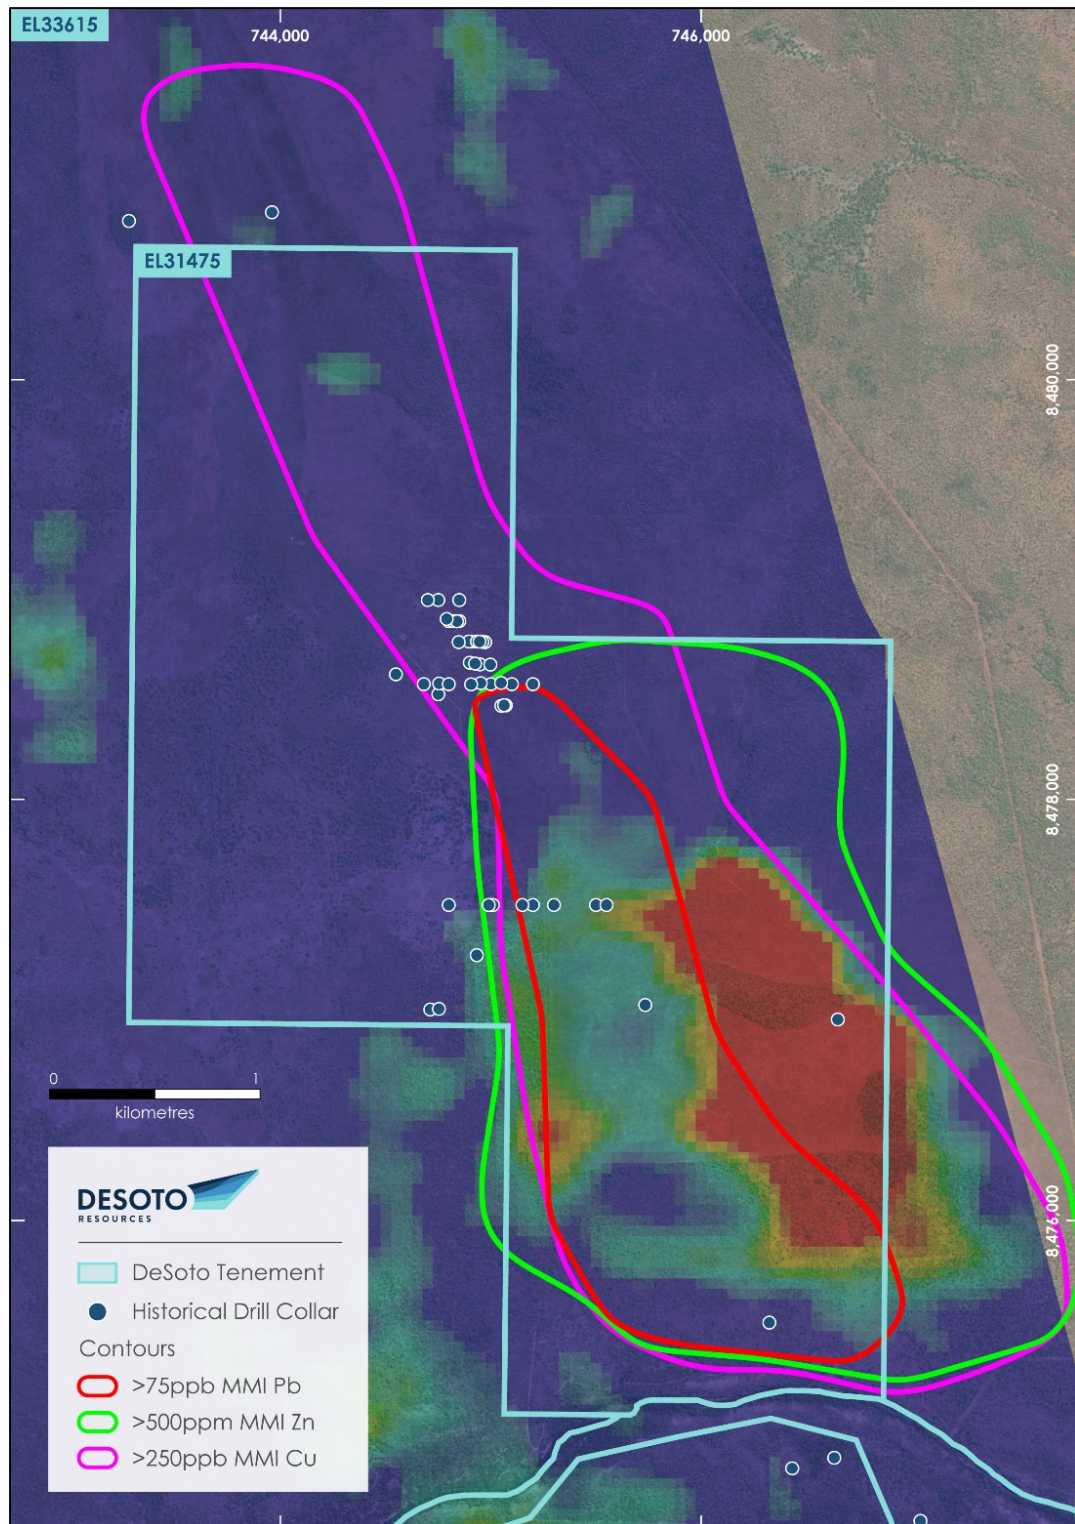 EL33615
744,000
746,000
EL31475
8,480,000
8,478,000
8,476,000
0 1
kilometres
DESOTO
RESOURCES
DeSoto Tenement
Historical Drill Collar
Contours
>75ppb MMI Pb
>500ppm MMI Zn
>250ppb MMI Cu